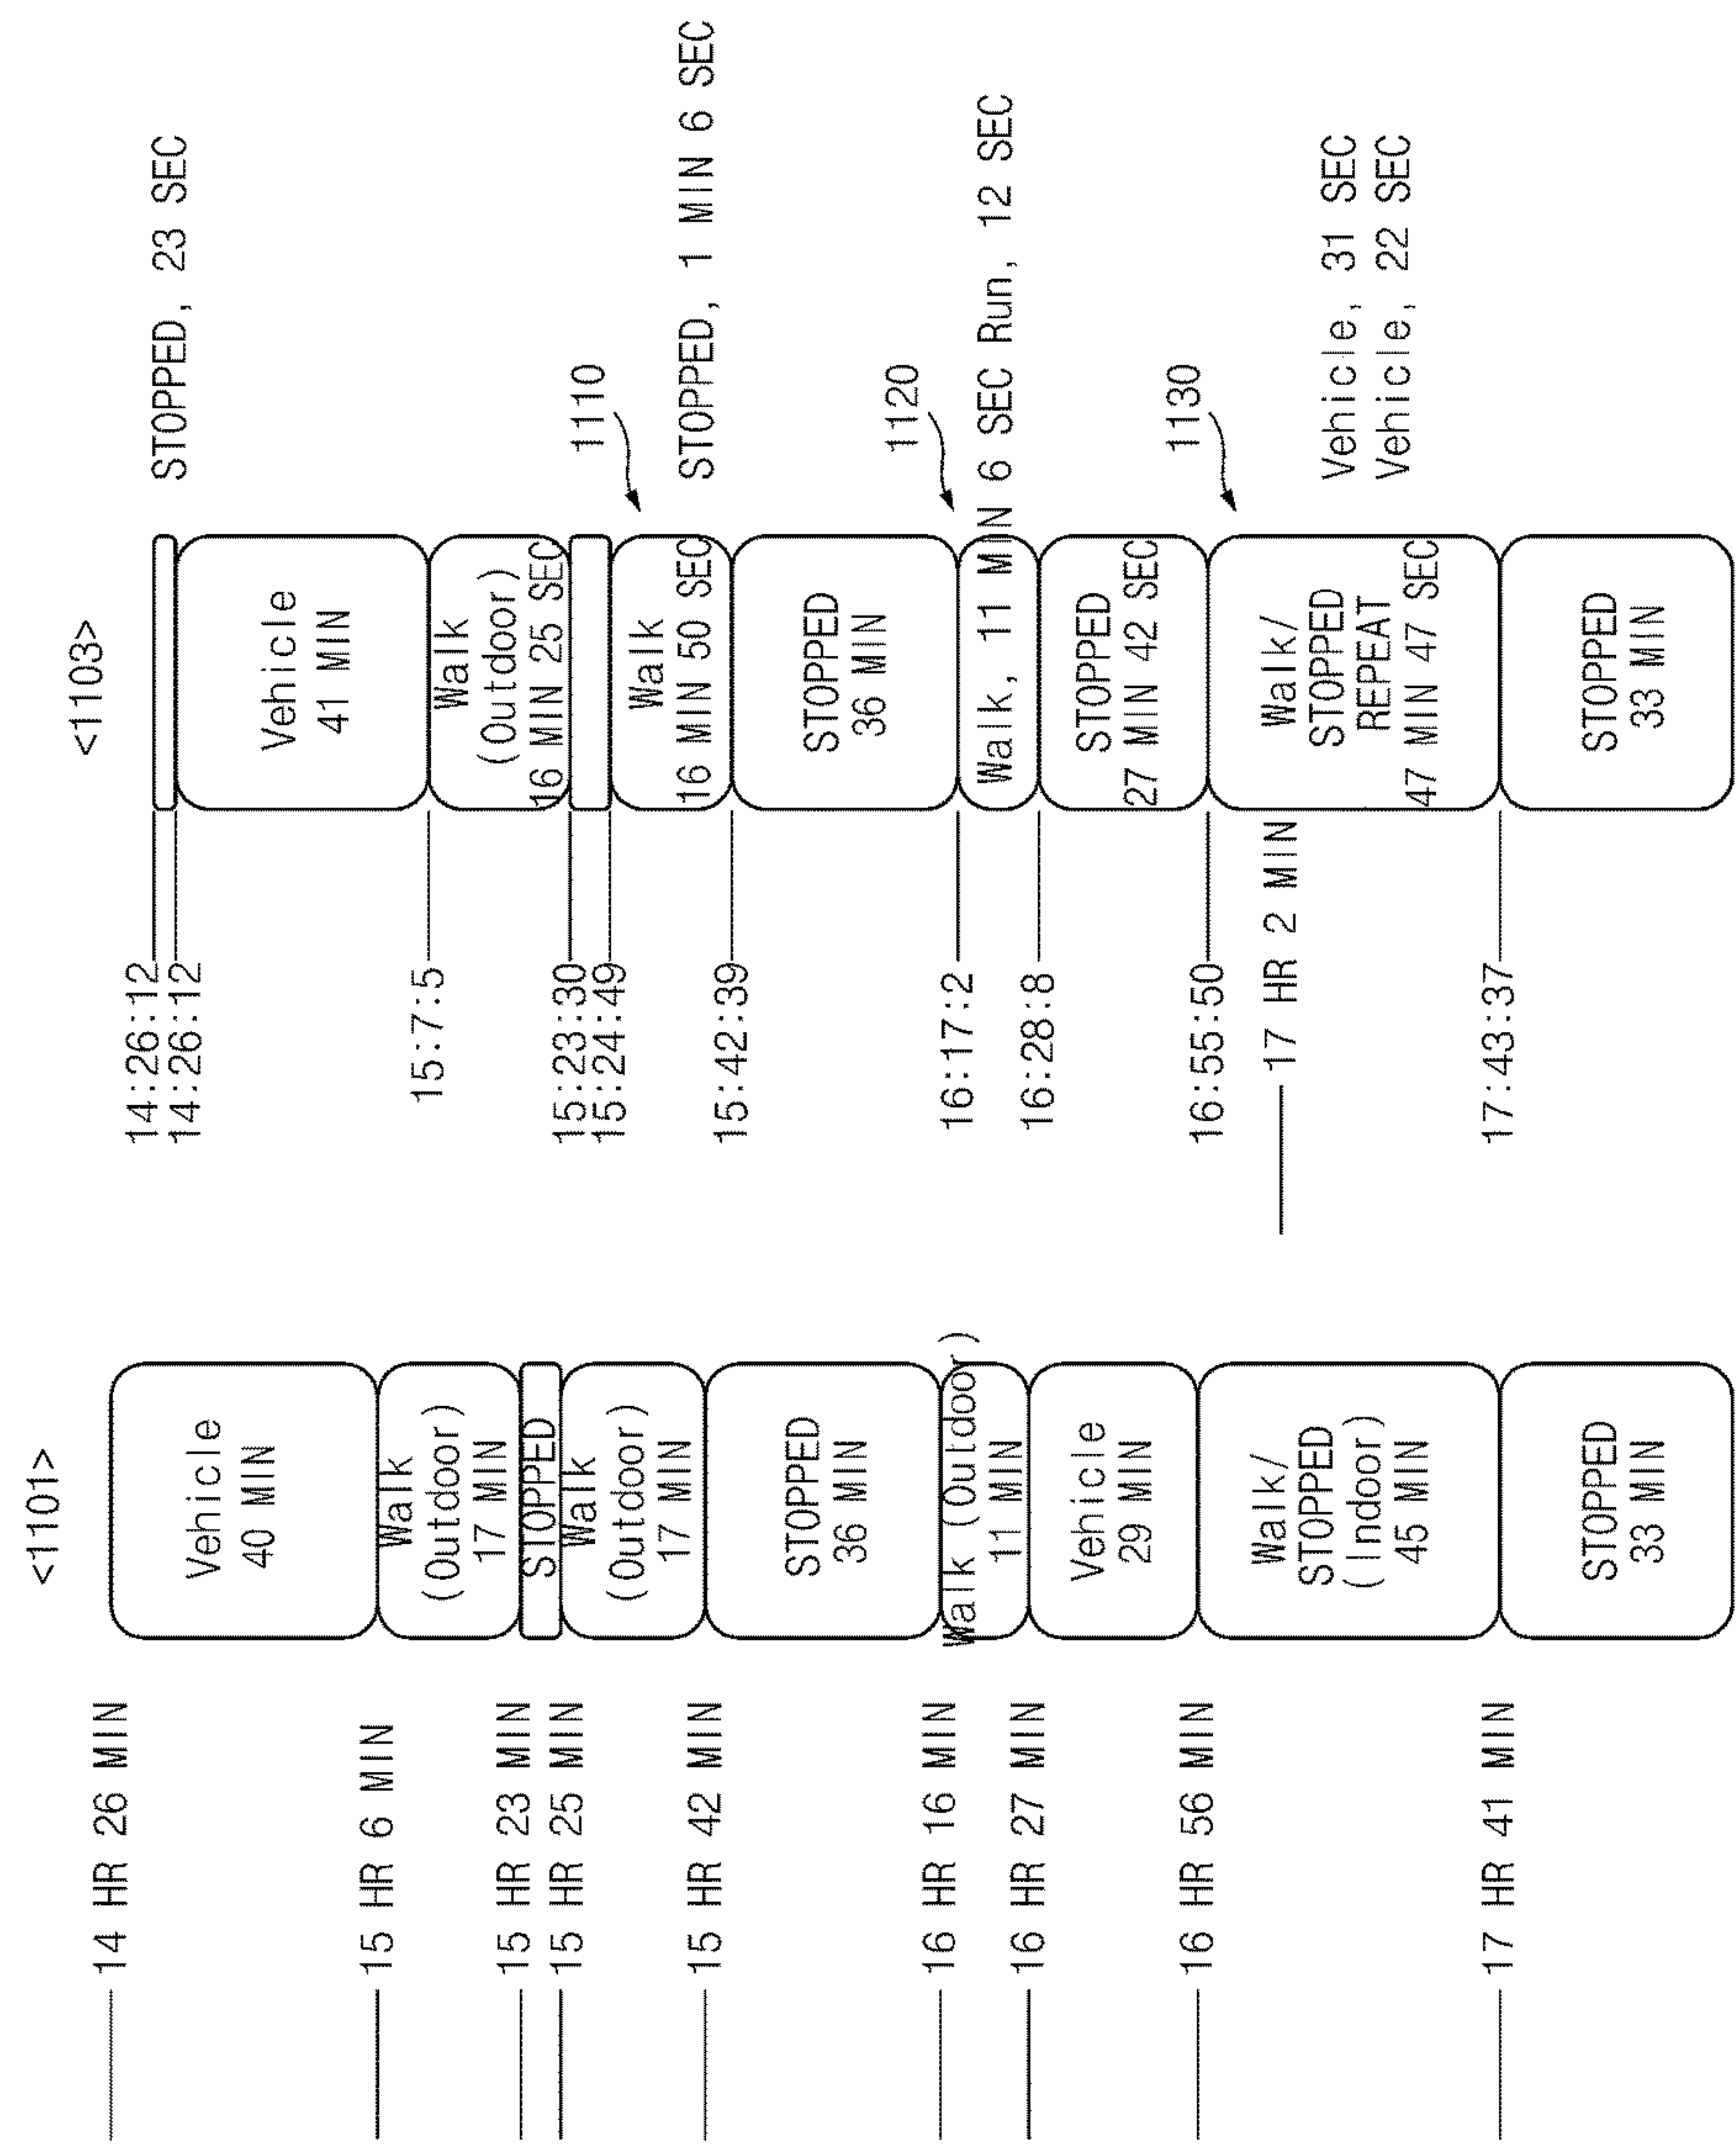 <1101>
14 HR 26 MIN
Vehicle
40 MIN
15 HR 6 MIN
Walk
(Outdoor)
17 MIN
15 HR 23 MIN
STOPPED
15 HR 25 MIN
Walk
(Outdoor)
17 MIN
15 HR 42 MIN
STOPPED
36 MIN
16 HR 16 MIN
Walk (Outdoor)
11 MIN
16 HR 27 MIN
Vehicle
29 MIN
16 HR 56 MIN
Walk/
STOPPED
(Indoor)
45 MIN
17 HR 41 MIN
STOPPED
33 MIN
<1103>
14:26:12
STOPPED, 23 SEC
14:26:12
Vehicle
41 MIN
15:7:5
Walk
(Outdoor)
16 MIN 25 SEC
15:23:30
1110
15:24:49
Walk
16 MIN 50 SEC
STOPPED, 1 MIN 6 SEC
15:42:39
STOPPED
36 MIN
1120
16:17:2
Walk, 11 MIN 6 SEC Run, 12 SEC
16:28:8
STOPPED
27 MIN 42 SEC
1130
16:55:50
17 HR 2 MIN
Walk/
STOPPED
REPEAT
47 MIN 47 SEC
Vehicle, 31 SEC
Vehicle, 22 SEC
17:43:37
STOPPED
33 MIN